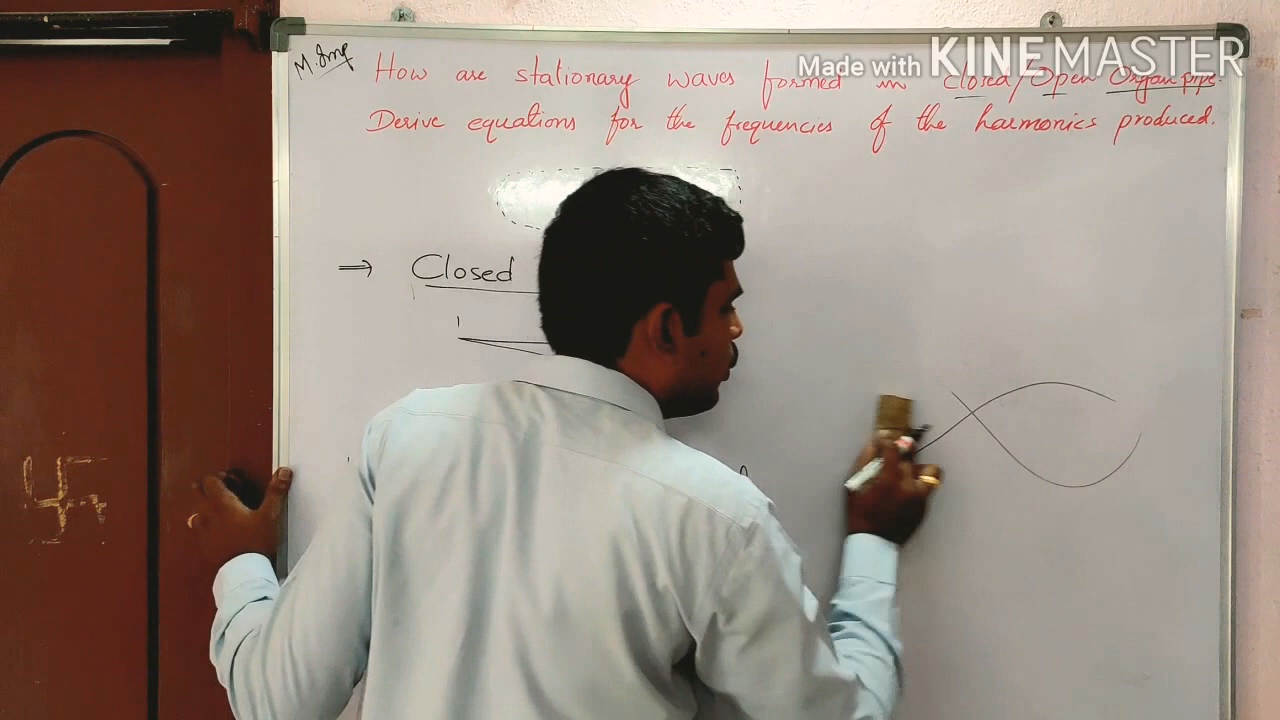 M. Imp
How are stationary waves formed in Closed/Open Organ pipe.
Made with KINEMASTER
Derive equations for the frequencies of the harmonics produced.
⇒ Closed